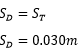 S_D = S_T
S_D = 0.030m